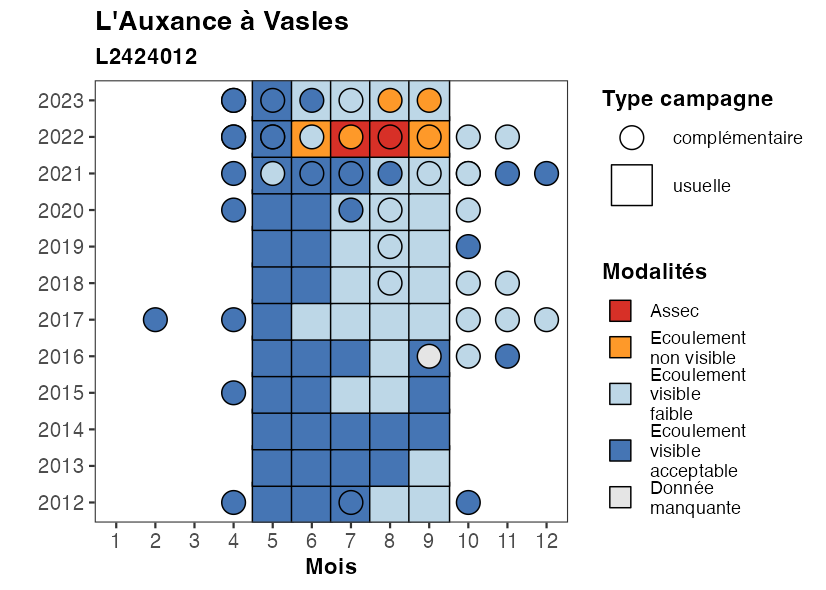 L'Auxance à Vasles
L2424012
2023
2022
2021
2020
2019
2018
2017
2016
2015
2014
2013
2012
1 2 3 4 5 6 7 8 9 10 11 12
Mois
Type campagne
complémentaire
usuelle
Modalités
Assec
Ecoulement
non visible
Ecoulement
visible
faible
Ecoulement
visible
acceptable
Donnée
manquante